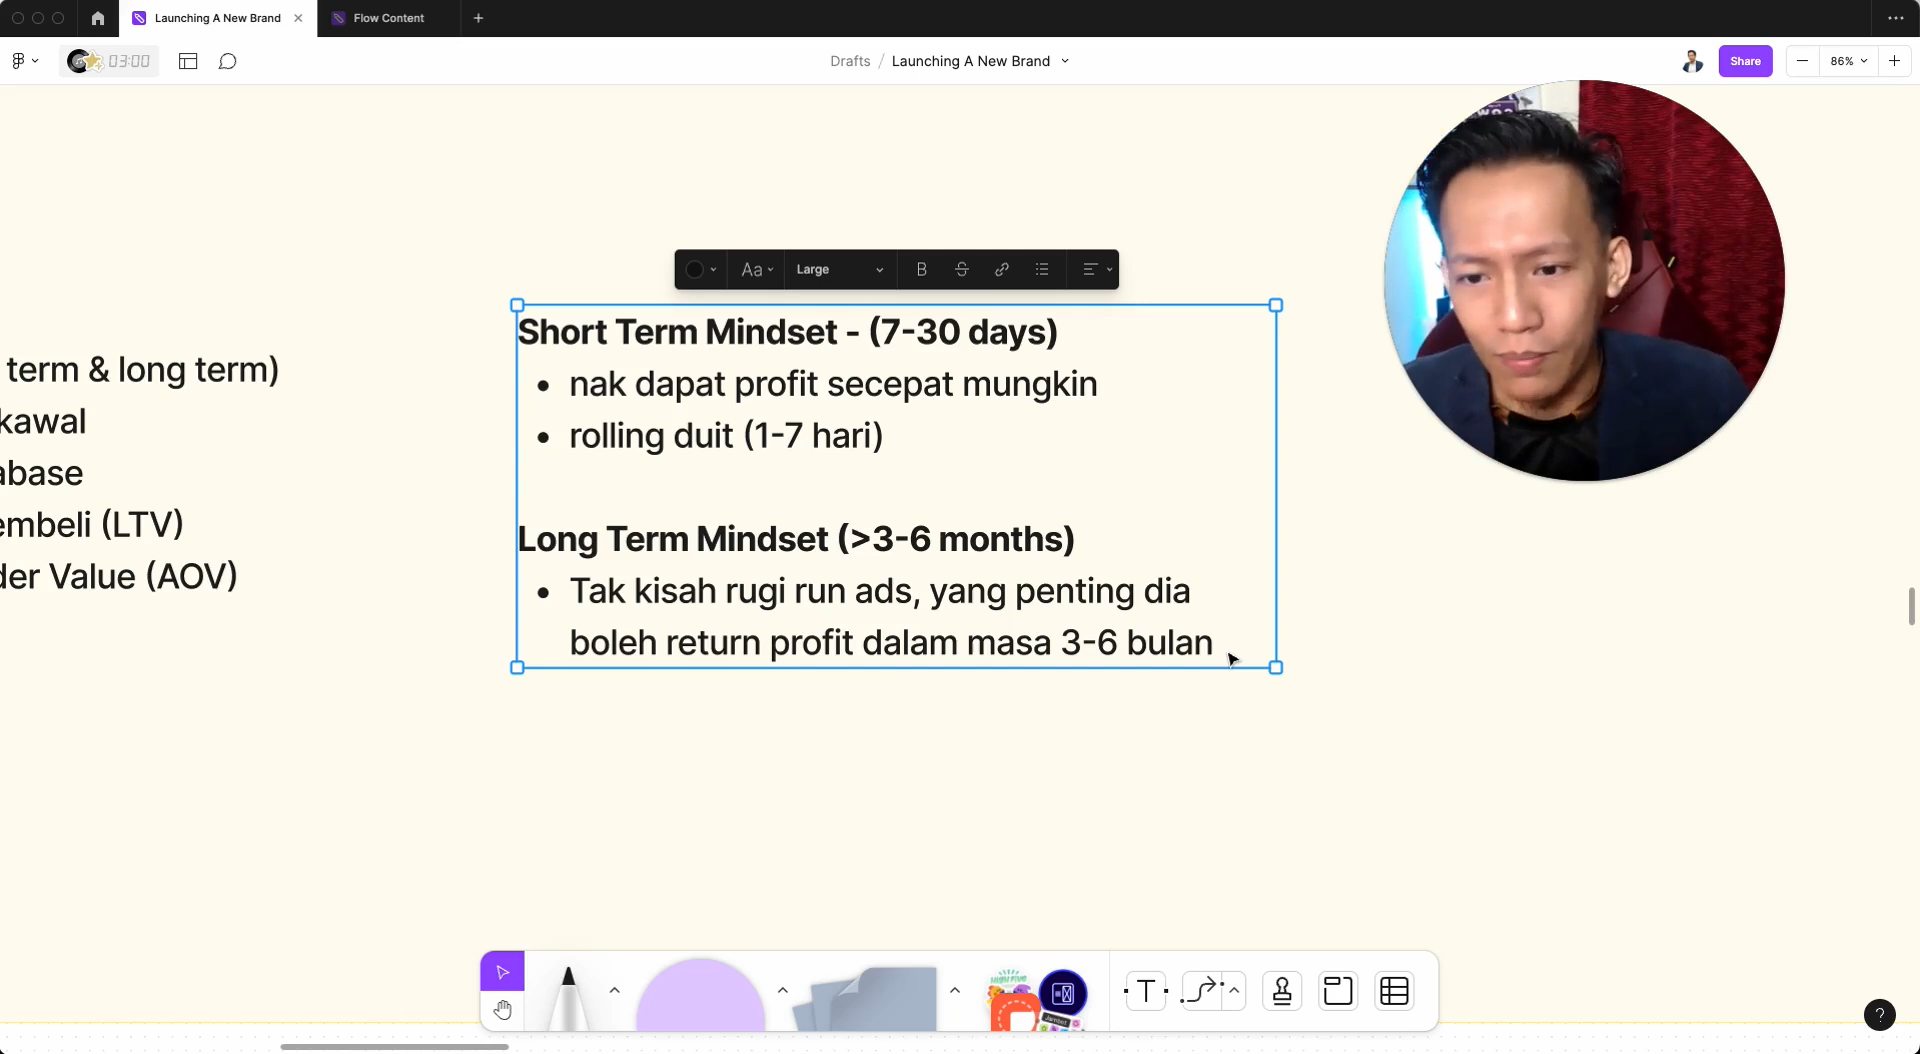 Launching A New Brand
Flow Content
03:00
Drafts / Launching A New Brand
Share
86%
Aa
Large
B
S
Short Term Mindset - (7-30 days)
• nak dapat profit secepat mungkin
• rolling duit (1-7 hari)
Long Term Mindset (>3-6 months)
• Tak kisah rugi run ads, yang penting dia
boleh return profit dalam masa 3-6 bulan
term & long term)
kawal
abase
embeli (LTV)
der Value (AOV)
T
?